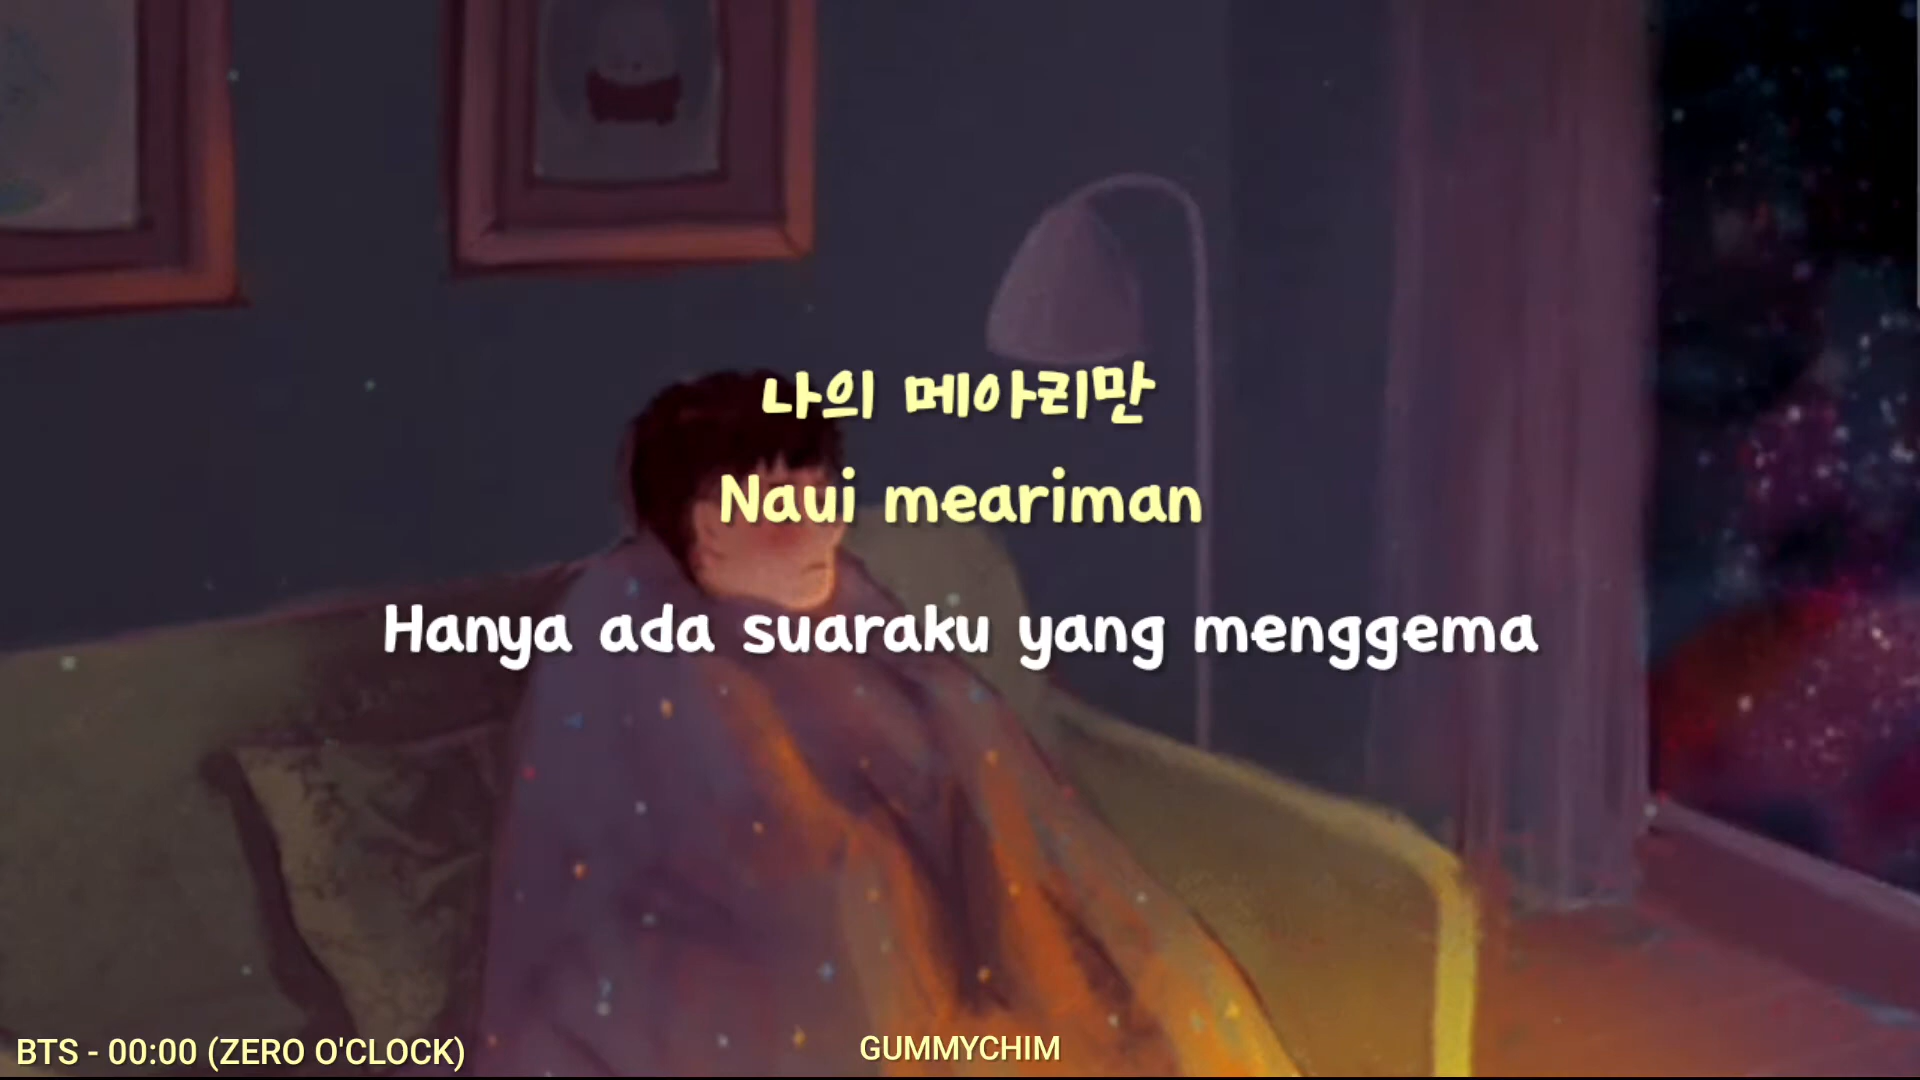 나의 메아리만
Naui meariman
Hanya ada suaraku yang menggema
BTS - 00:00 (ZERO O'CLOCK)
GUMMYCHIM